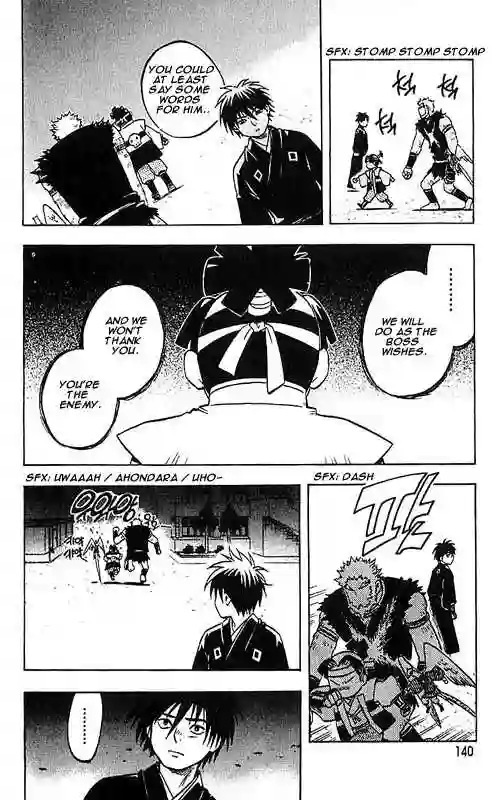 SFX: STOMP STOMP STOMP
YOU COULD
AT LEAST
SAY SOME
WORDS
FOR HIM..
.......
WE WILL
DO AS THE
BOSS
WISHES.
AND WE
WON'T
THANK
YOU.
YOU'RE
THE
ENEMY.
SFX: DASH
SFX: UWAAAH / AHONDARA / UHO~
.......
140